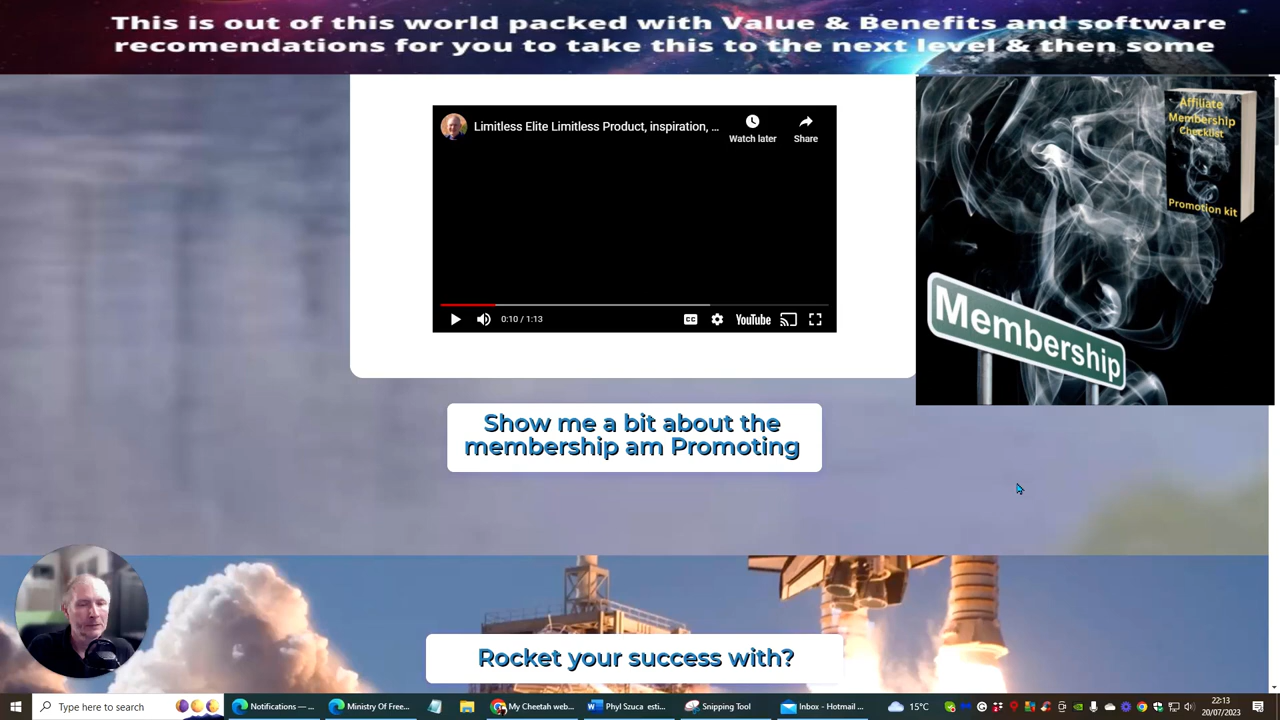 This is out of this world packed with Value & Benefits and software
recomendations for you to take this to the next level & then some
Limitless Elite Limitless Product, inspiration, ...
Watch later
Share
0:10 / 1:13
CC
YouTube
Affiliate
Membership
Checklist
Promotion kit
Membership
Show me a bit about the
membership am Promoting
Rocket your success with?
Type here to search
Notifications — ...
Ministry Of Free...
My Cheetah web...
Phyl Szuca esti...
Snipping Tool
Inbox - Hotmail ...
15°C
22:13
20/07/2023